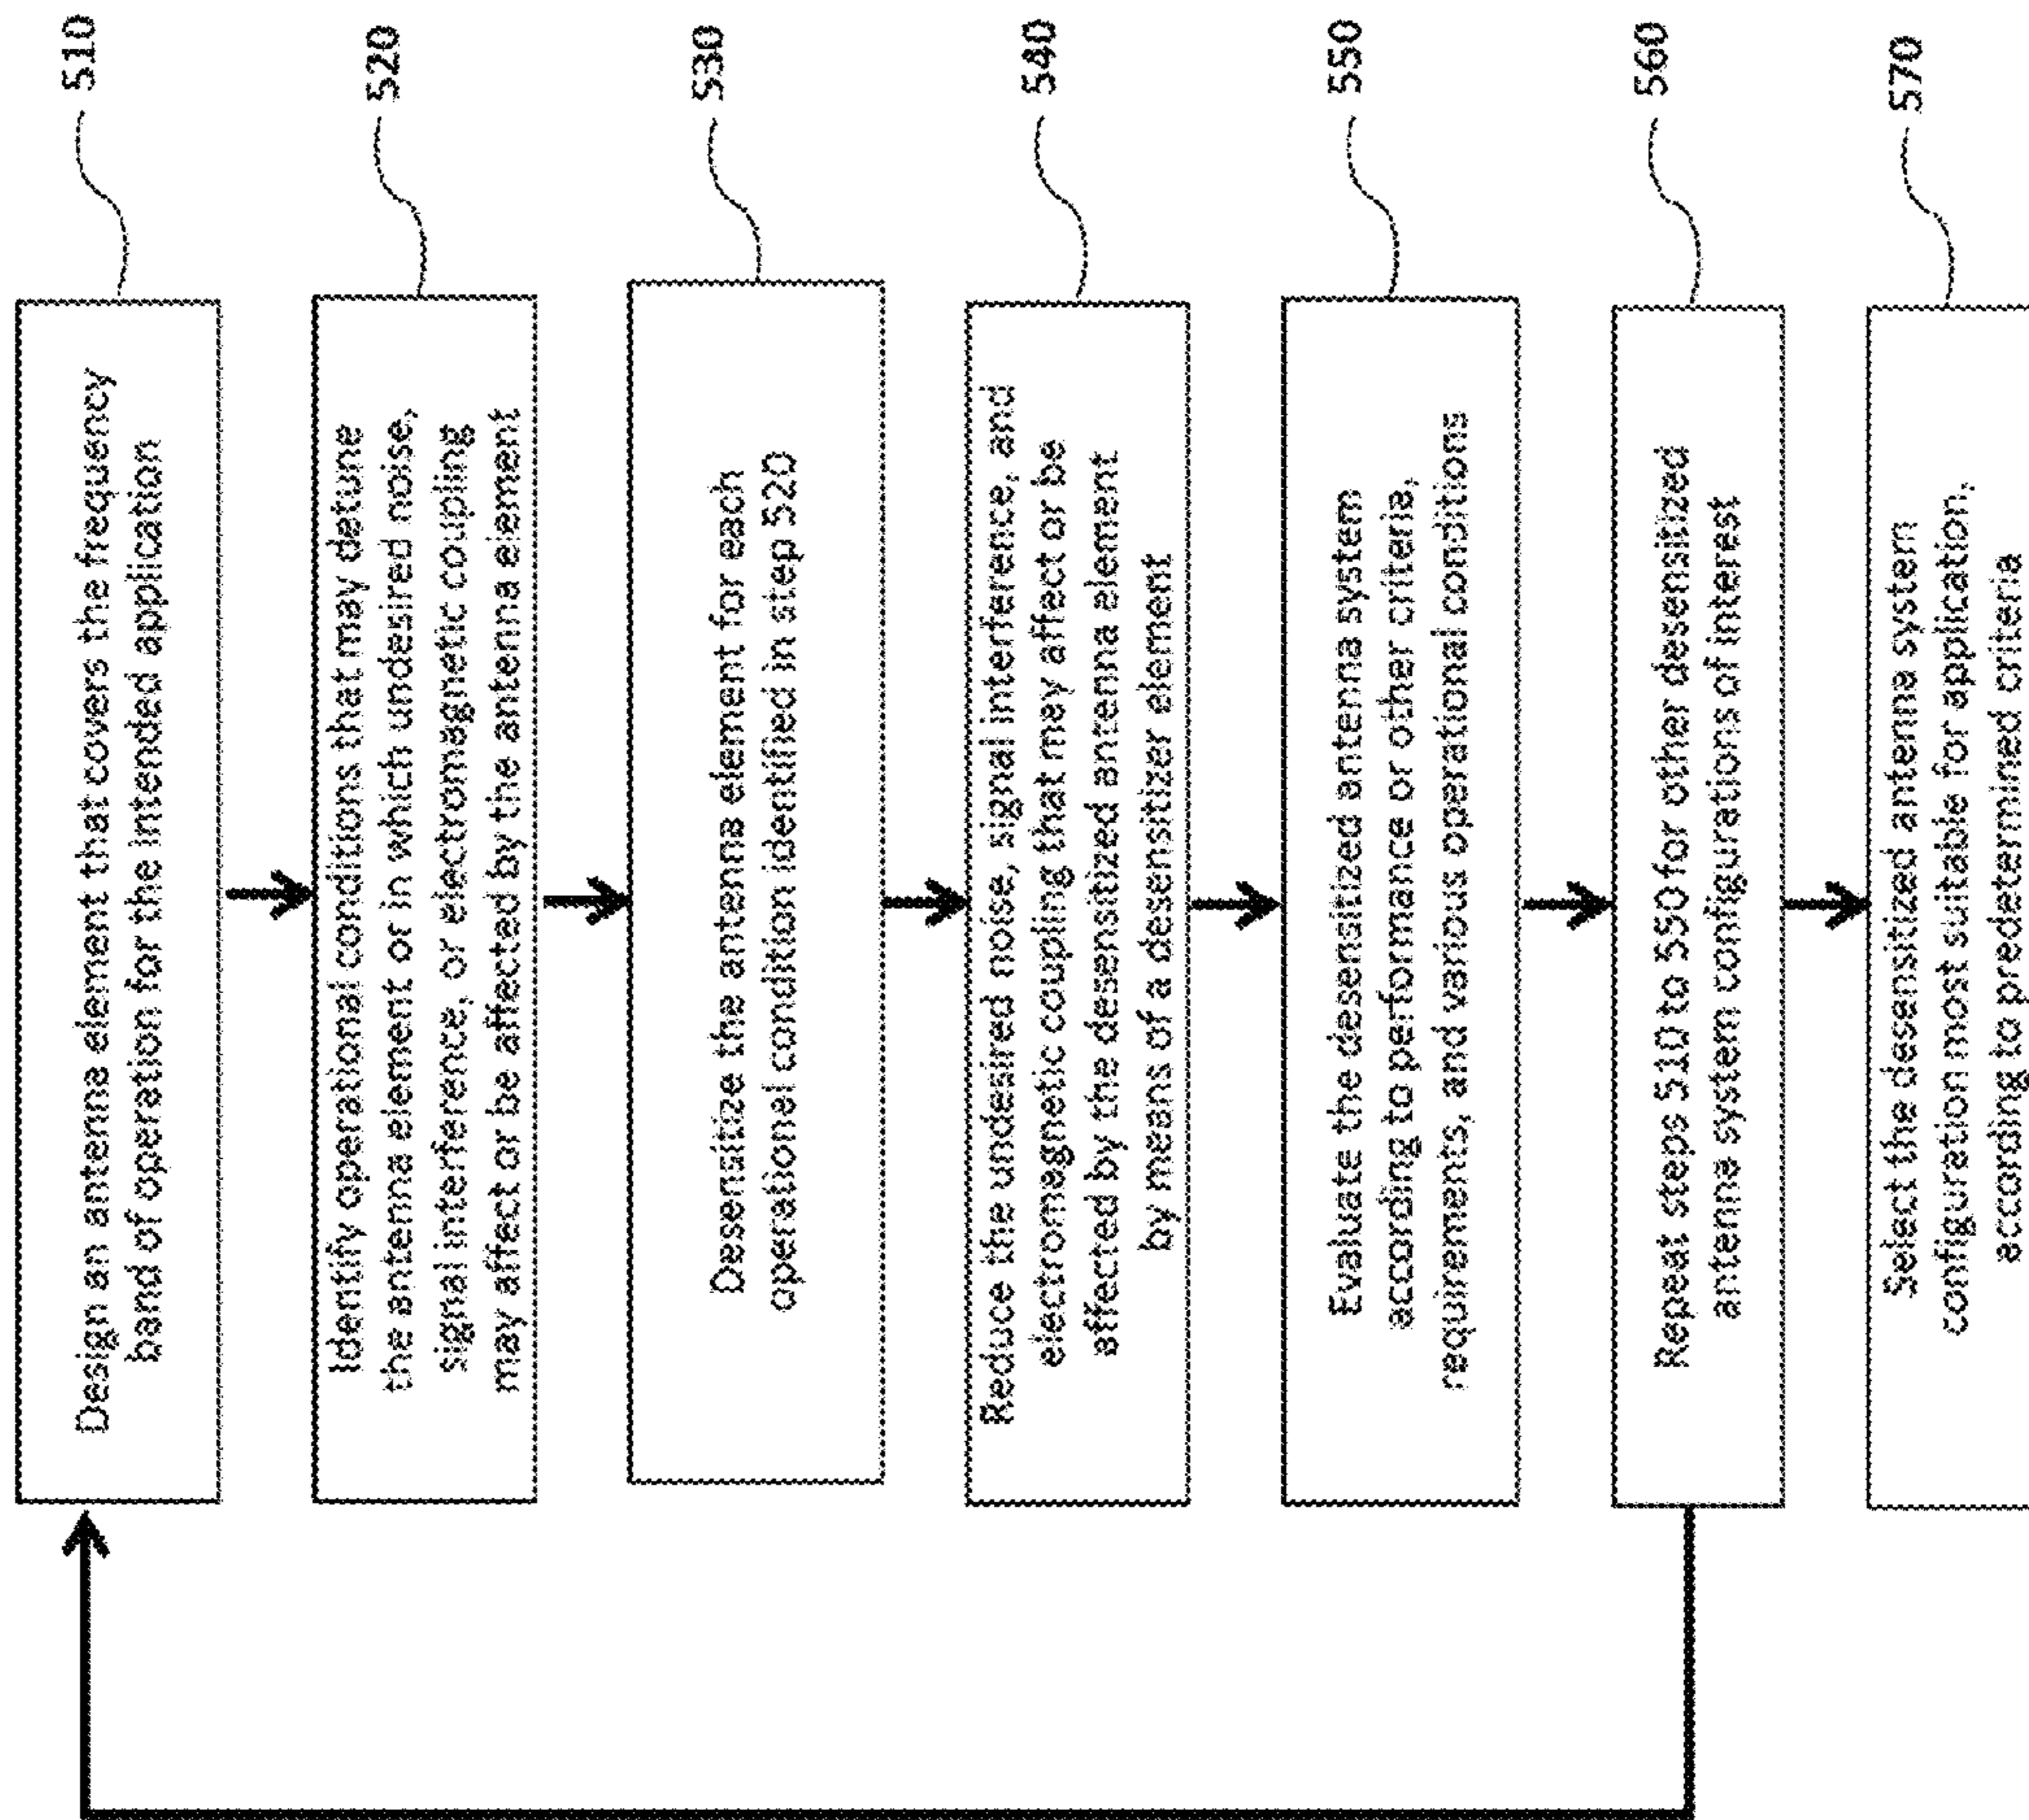 Design an antenna element that covers the frequency
band of operation for the intended application
510
Identify operational conditions that may detune
the antenna element or in which undesired noise,
signal interference, or electromagnetic coupling
may affect or be affected by the antenna element
520
Desensitize the antenna element for each
operational condition identified in step 520
530
Reduce the undesired noise, signal interference, and
electromagnetic coupling that may affect or be
affected by the desensitized antenna element
by means of a desensitizer element
540
Evaluate the desensitized antenna system
according to performance or other criteria,
requirements, and various operational conditions
550
Repeat steps 510 to 550 for other desensitized
antenna system configurations of interest
560
Select the desensitized antenna system
configuration most suitable for application,
according to predetermined criteria
570